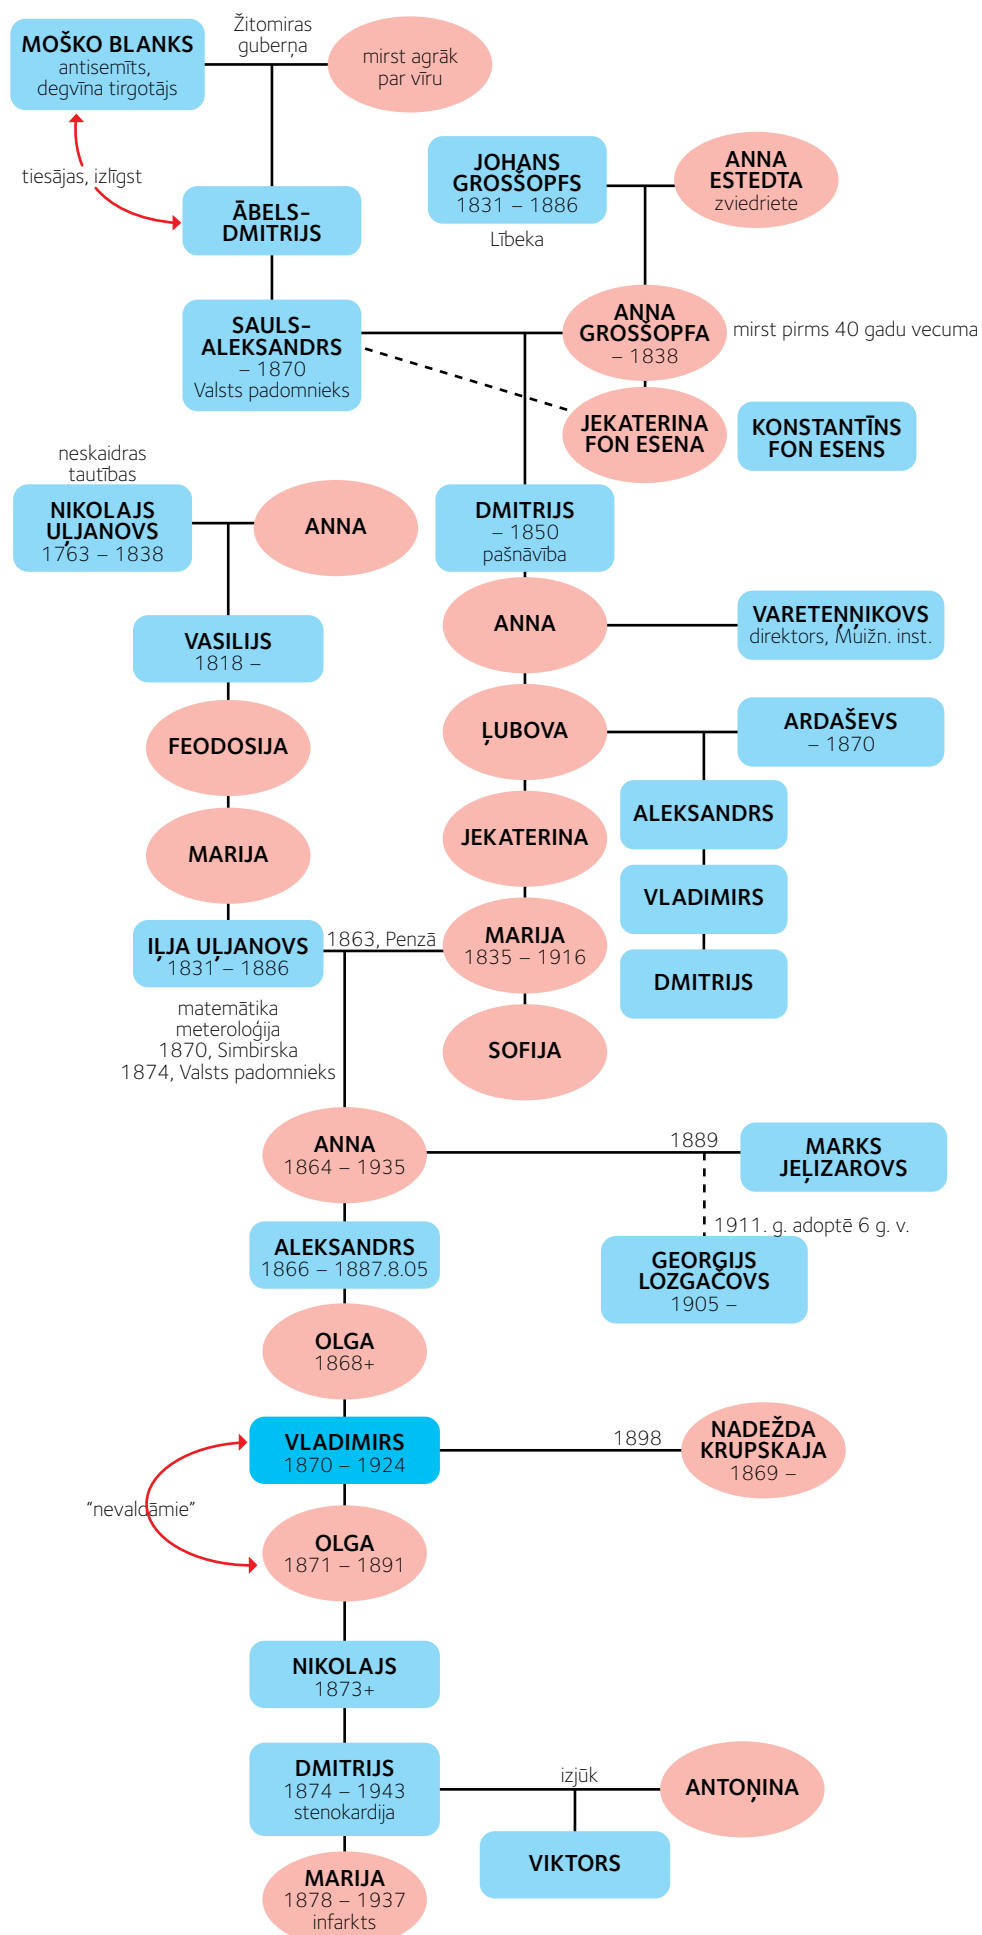 MOŠKO BLANKS
antisemīts,
degvīna tirgotājs
Žitomiras
guberņa
mirst agrāk
par vīru
tiesājas, izlīgst
ĀBELS–
DMITRIJS
JOHANS
GROSŠOPFS
1831 – 1886
Lībeka
ANNA
ESTEDTA
zviedriete
SAULS–
ALEKSANDRS
– 1870
Valsts padomnieks
ANNA
GROSŠOPFA
– 1838
mirst pirms 40 gadu vecuma
JEKATERINA
FON ESENA
KONSTANTĪNS
FON ESENS
neskaidras
tautības
NIKOLAJS
UĻJANOVS
1763 – 1838
ANNA
DMITRIJS
– 1850
pašnāvība
VASILIJS
1818 –
ANNA
VARETEŅŅIKOVS
direktors, Muižn. inst.
FEODOSIJA
ĻUBOVA
ARDAŠEVS
– 1870
MARIJA
JEKATERINA
ALEKSANDRS
VLADIMIRS
DMITRIJS
IĻJA UĻJANOVS
1831 – 1886
1863, Penzā
MARIJA
1835 – 1916
matemātika
meteroloģija
1870, Simbirska
1874, Valsts padomnieks
SOFIJA
ANNA
1864 – 1935
1889
MARKS
JEĻIZAROVS
1911. g. adoptē 6 g. v.
GEORGIJS
LOZGAČOVS
1905 –
ALEKSANDRS
1866 – 1887.8.05
OLGA
1868+
VLADIMIRS
1870 – 1924
1898
NADEŽDA
KRUPSKAJA
1869 –
"nevaldāmie"
OLGA
1871 – 1891
NIKOLAJS
1873+
DMITRIJS
1874 – 1943
stenokardija
izjūk
ANTOŅINA
VIKTORS
MARIJA
1878 – 1937
infarkts